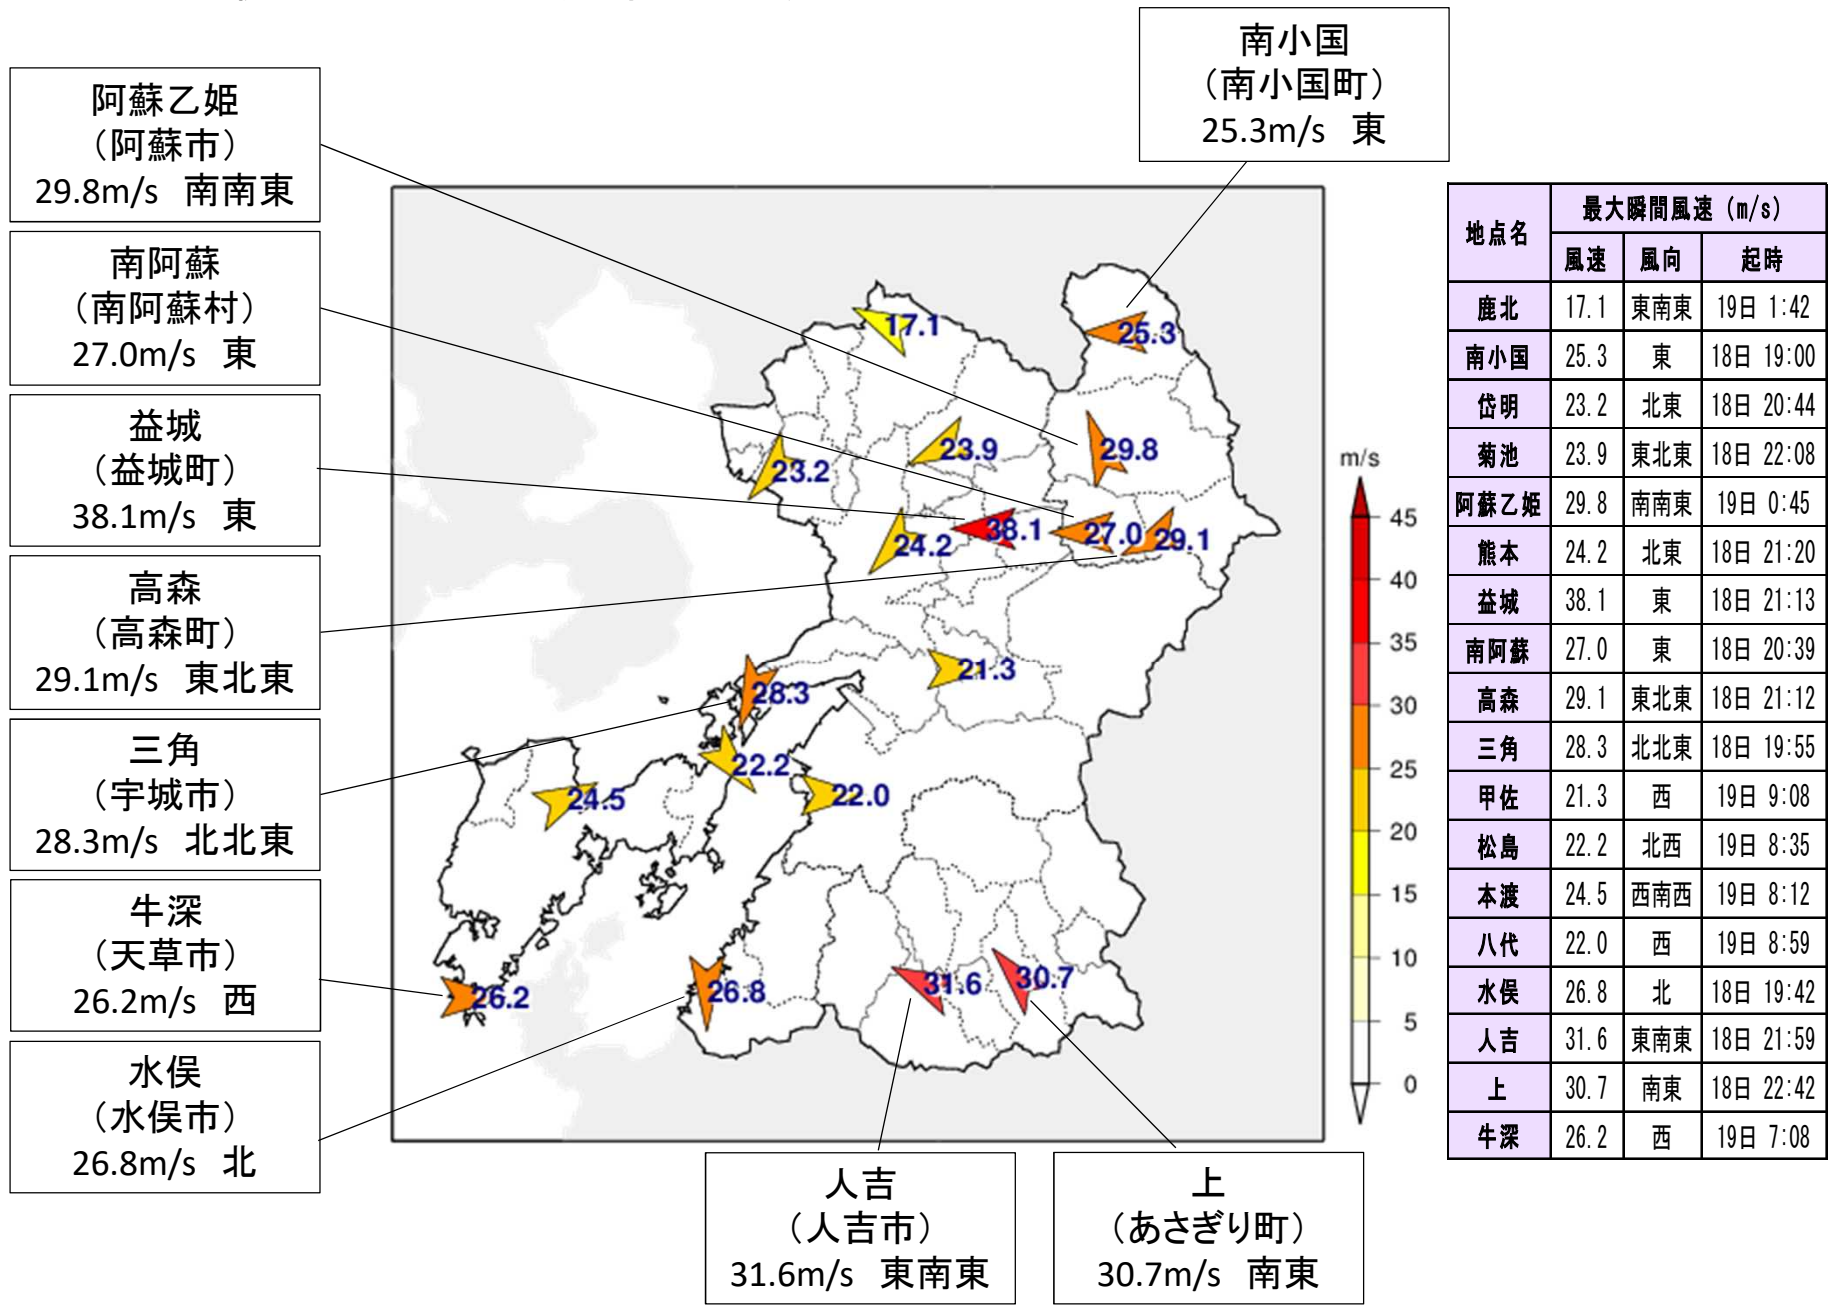 南小国
（南小国町）
25.3m/s 東
阿蘇乙姫
（阿蘇市）
29.8m/s 南南東
南阿蘇
（南阿蘇村）
27.0m/s 東
益城
（益城町）
38.1m/s 東
高森
（高森町）
29.1m/s 東北東
三角
（宇城市）
28.3m/s 北北東
牛深
（天草市）
26.2m/s 西
水俣
（水俣市）
26.8m/s 北
人吉
（人吉市）
31.6m/s 東南東
上
（あさぎり町）
30.7m/s 南東
17.1
25.3
23.9
29.8
23.2
38.1
27.0
29.1
24.2
21.3
28.3
22.2
22.0
24.5
31.6
30.7
26.8
26.2
m/s
45
40
35
30
25
20
15
10
5
0
地点名 最大瞬間風速 (m/s)
風速 風向 起時
鹿北 17.1 東南東 19日 1:42
南小国 25.3 東 18日 19:00
岱明 23.2 北東 18日 20:44
菊池 23.9 東北東 18日 22:08
阿蘇乙姫 29.8 南南東 19日 0:45
熊本 24.2 北東 18日 21:20
益城 38.1 東 18日 21:13
南阿蘇 27.0 東 18日 20:39
高森 29.1 東北東 18日 21:12
三角 28.3 北北東 18日 19:55
甲佐 21.3 西 19日 9:08
松島 22.2 北西 19日 8:35
本渡 24.5 西南西 19日 8:12
八代 22.0 西 19日 8:59
水俣 26.8 北 18日 19:42
人吉 31.6 東南東 18日 21:59
上 30.7 南東 18日 22:42
牛深 26.2 西 19日 7:08